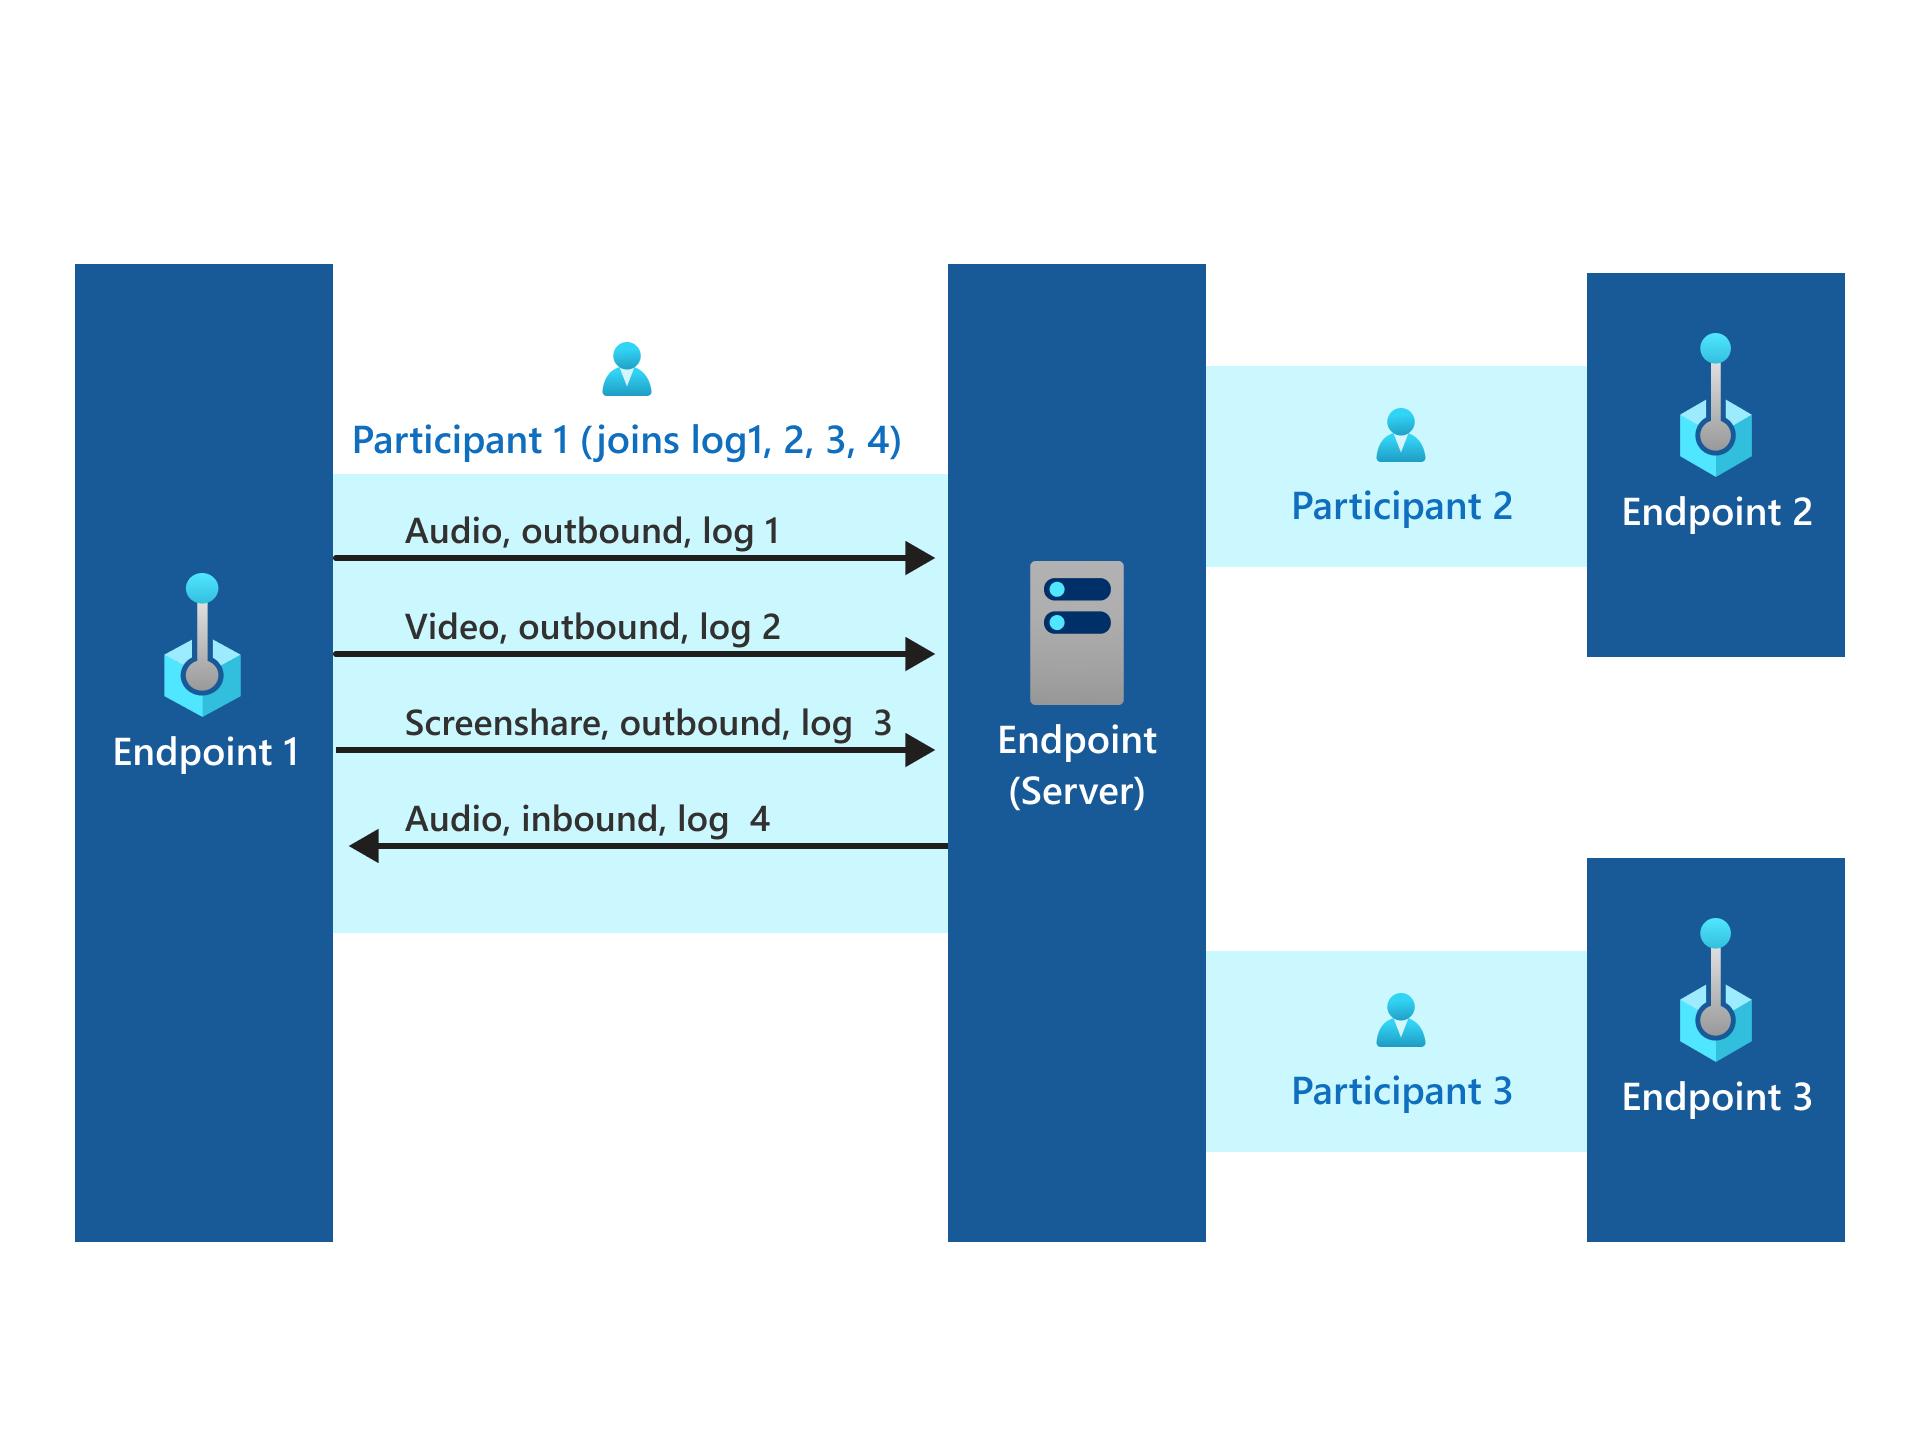 Participant 1 (joins log1, 2, 3, 4)
Audio, outbound, log 1
Video, outbound, log 2
Screenshare, outbound, log  3
Audio, inbound, log  4
Endpoint 1
Endpoint
(Server)
Participant 2
Endpoint 2
Participant 3
Endpoint 3